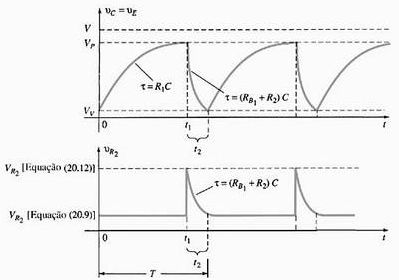 υC = υE
V
VP
τ = R1C
τ = (RB1 + R2) C
VV
0
t1
t
t2
υR2
VR2 [Equação (20.12)]
τ = (RB1 + R2) C
VR2 [Equação (20.9)]
0
t1
t
t2
T